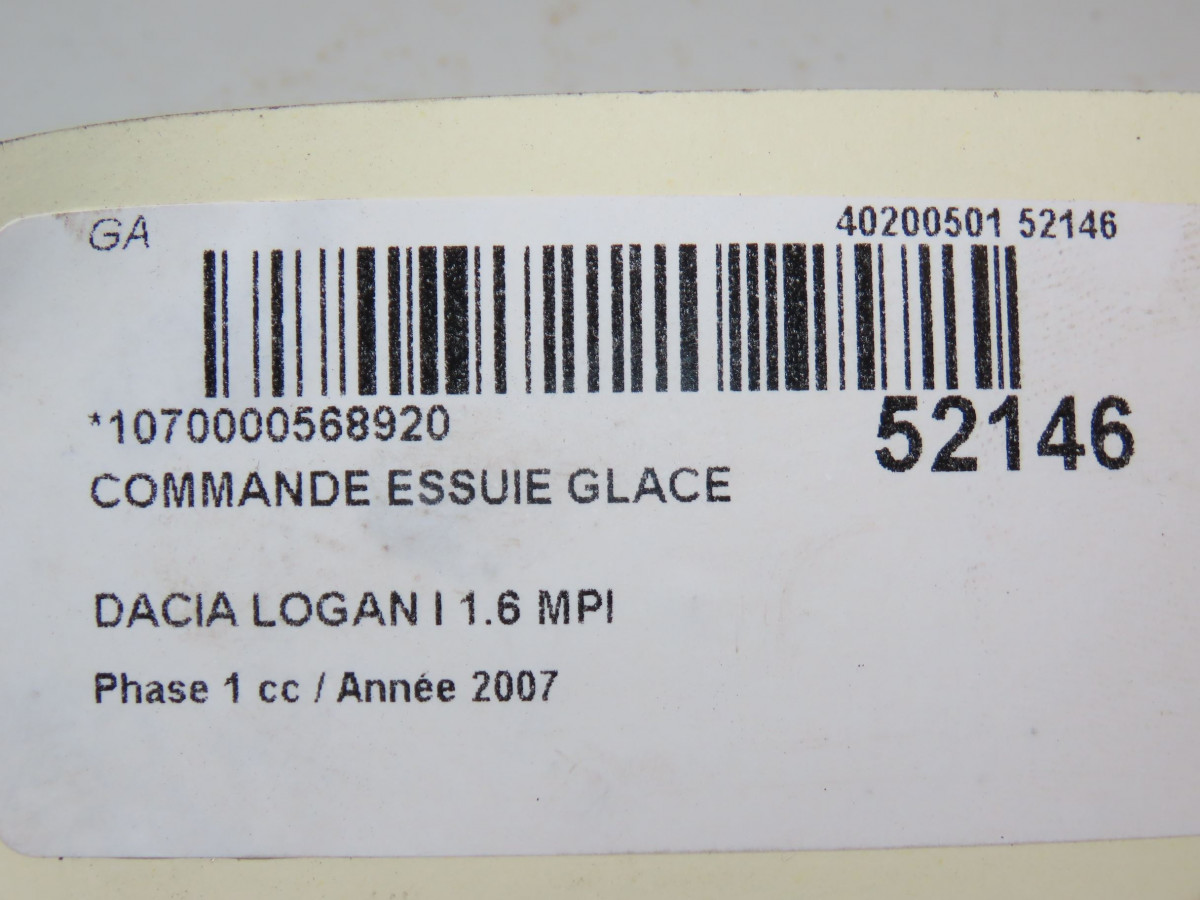 GA
40200501 52146
*1070000568920
52146
COMMANDE ESSUIE GLACE
DACIA LOGAN I 1.6 MPI
Phase 1 cc / Année 2007